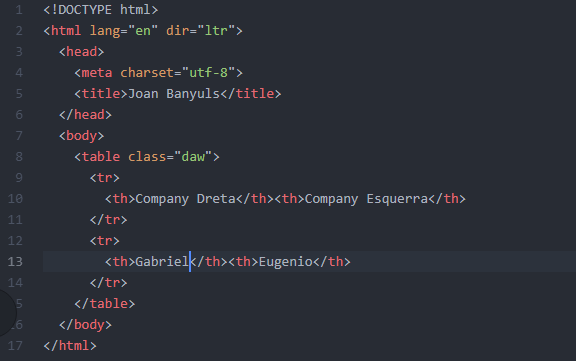 1 <!DOCTYPE html>
2 <html lang="en" dir="ltr">
3 <head>
4 <meta charset="utf-8">
5 <title>Joan Banyuls</title>
6 </head>
7 <body>
8 <table class="daw">
9 <tr>
10 <th>Company Dreta</th><th>Company Esquerra</th>
11 </tr>
12 <tr>
13 <th>Gabriel</th><th>Eugenio</th>
14 </tr>
5 </table>
6 </body>
17 </html>